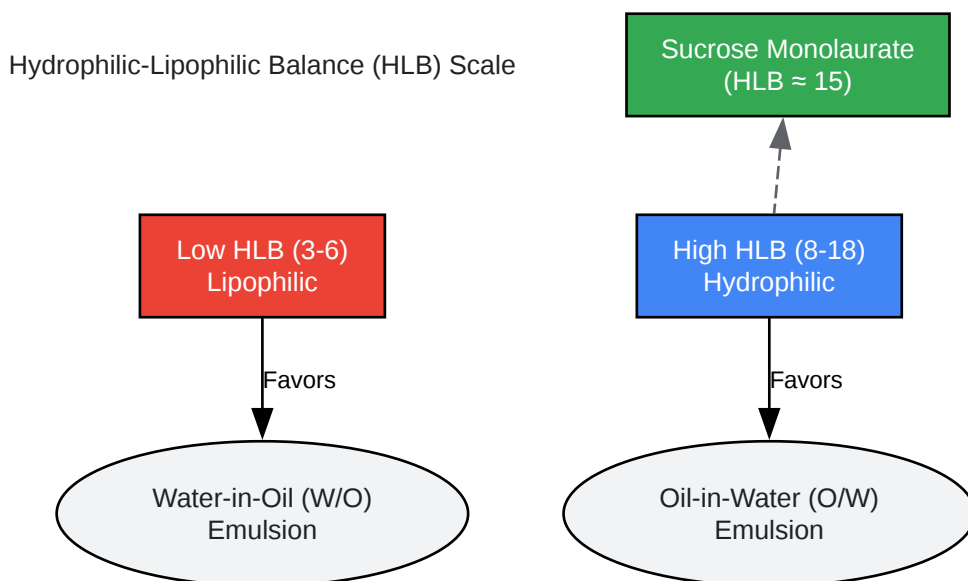 Hydrophilic-Lipophilic Balance (HLB) Scale
Sucrose Monolaurate
(HLB ≈ 15)
Low HLB (3-6)
Lipophilic
High HLB (8-18)
Hydrophilic
Favors
Favors
Water-in-Oil (W/O)
Emulsion
Oil-in-Water (O/W)
Emulsion